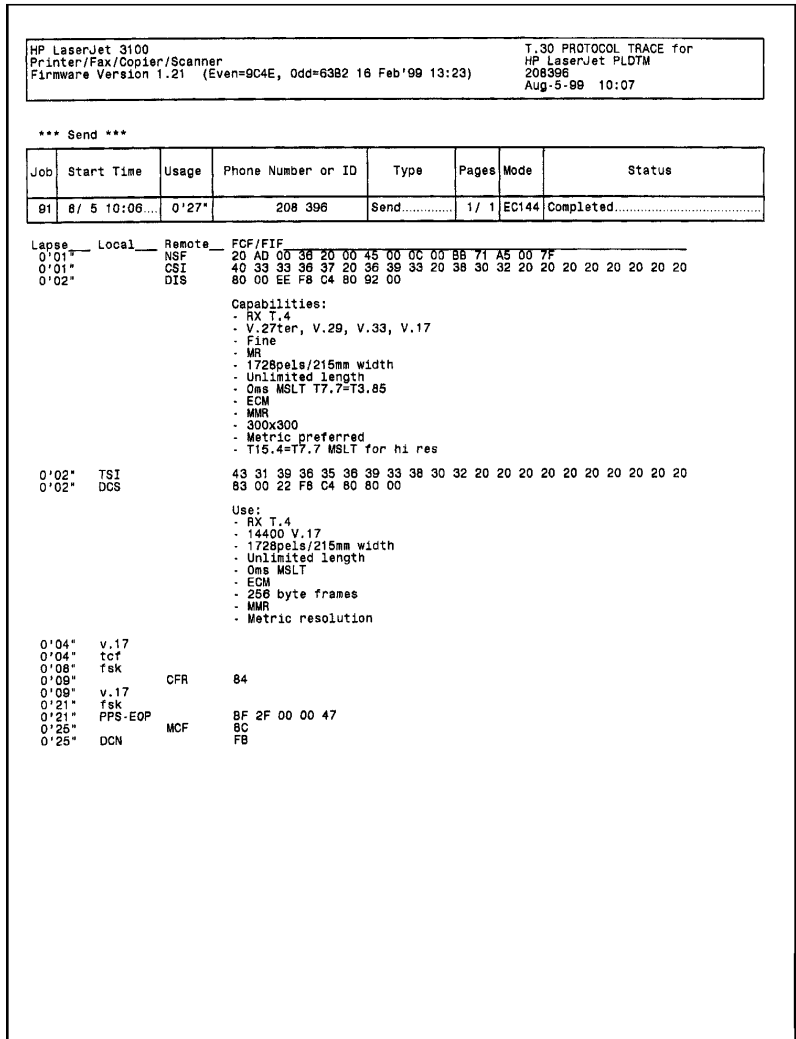 HP LaserJet 3100
Printer/Fax/Copier/Scanner
Firmware Version 1.21 (Even=9C4E, Odd=63B2 16 Feb'99 13:23)
T.30 PROTOCOL TRACE for
HP LaserJet PLDTM
208396
Aug-5-99 10:07
*** Send ***
Job Start Time Usage Phone Number or ID Type Pages Mode Status
91 8/ 5 10:06.... 0'27" 208 396 Send............. 1/ 1 EC144 Completed......................................
Lapse___ Local___ Remote_ FCF/FIF
0'01" NSF 20 AD 00 36 20 00 45 00 0C 00 BB 71 A5 00 7F
0'01" CSI 40 33 33 36 37 20 36 39 33 20 38 30 32 20 20 20 20 20 20 20 20
0'02" DIS 80 00 EE F8 C4 80 92 00
Capabilities:
- RX T.4
- V.27ter, V.29, V.33, V.17
- Fine
- MR
- 1728pels/215mm width
- Unlimited length
- 0ms MSLT T7.7=T3.85
- ECM
- MMR
- 300x300
- Metric preferred
- T15.4=T7.7 MSLT for hi res
0'02" TSI 43 31 39 36 35 36 39 33 38 30 32 20 20 20 20 20 20 20 20 20 20
0'02" DCS 83 00 22 F8 C4 80 80 00
Use:
- RX T.4
- 14400 V.17
- 1728pels/215mm width
- Unlimited length
- 0ms MSLT
- ECM
- 256 byte frames
- MMR
- Metric resolution
0'04" v.17
0'04" tcf
0'08" fsk
0'09" CFR 84
0'09" v.17
0'21" fsk
0'21" PPS-EOP BF 2F 00 00 47
0'25" MCF 8C
0'25" DCN FB